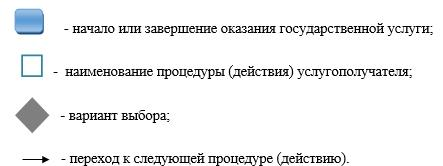 - начало или завершение оказания государственной услуги;
- наименование процедуры (действия) услугополучателя;
- вариант выбора;
- переход к следующей процедуре (действию).